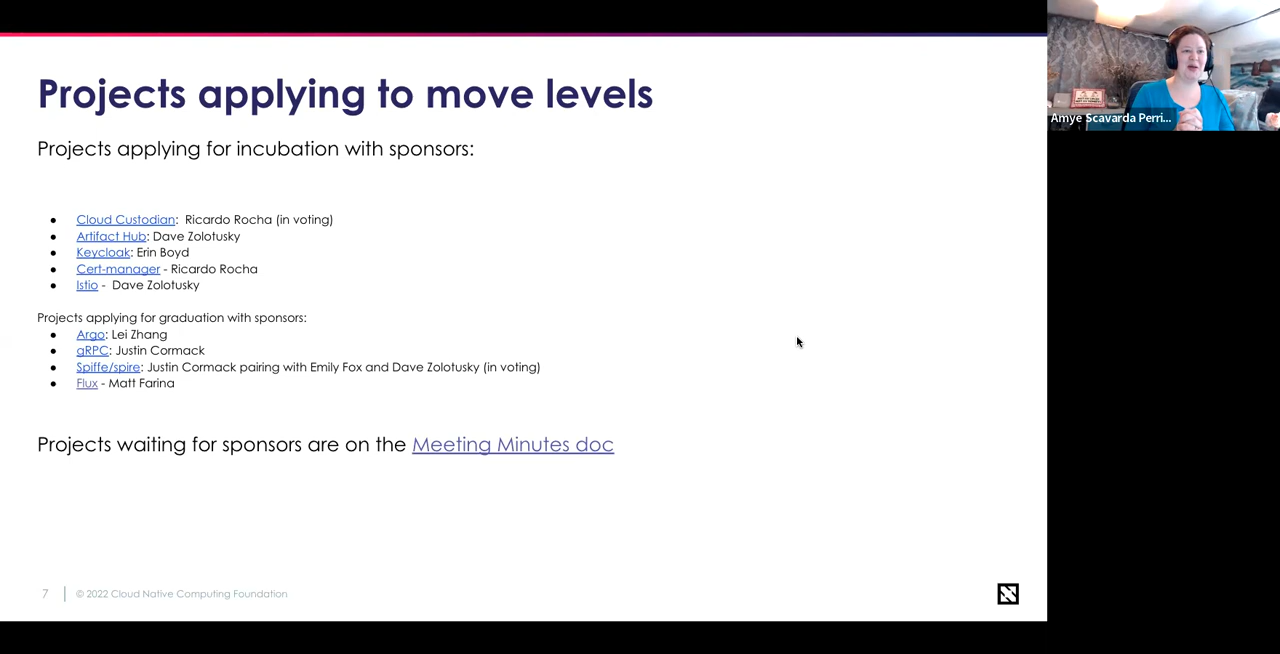 Projects applying to move levels
Projects applying for incubation with sponsors:
● Cloud Custodian:  Ricardo Rocha (in voting)
● Artifact Hub: Dave Zolotusky
● Keycloak: Erin Boyd
● Cert-manager - Ricardo Rocha
● Istio -  Dave Zolotusky
Projects applying for graduation with sponsors:
● Argo: Lei Zhang
● gRPC: Justin Cormack
● Spiffe/spire: Justin Cormack pairing with Emily Fox and Dave Zolotusky (in voting)
● Flux - Matt Farina
Projects waiting for sponsors are on the Meeting Minutes doc
7 © 2022 Cloud Native Computing Foundation
Amye Scavarda Perri...